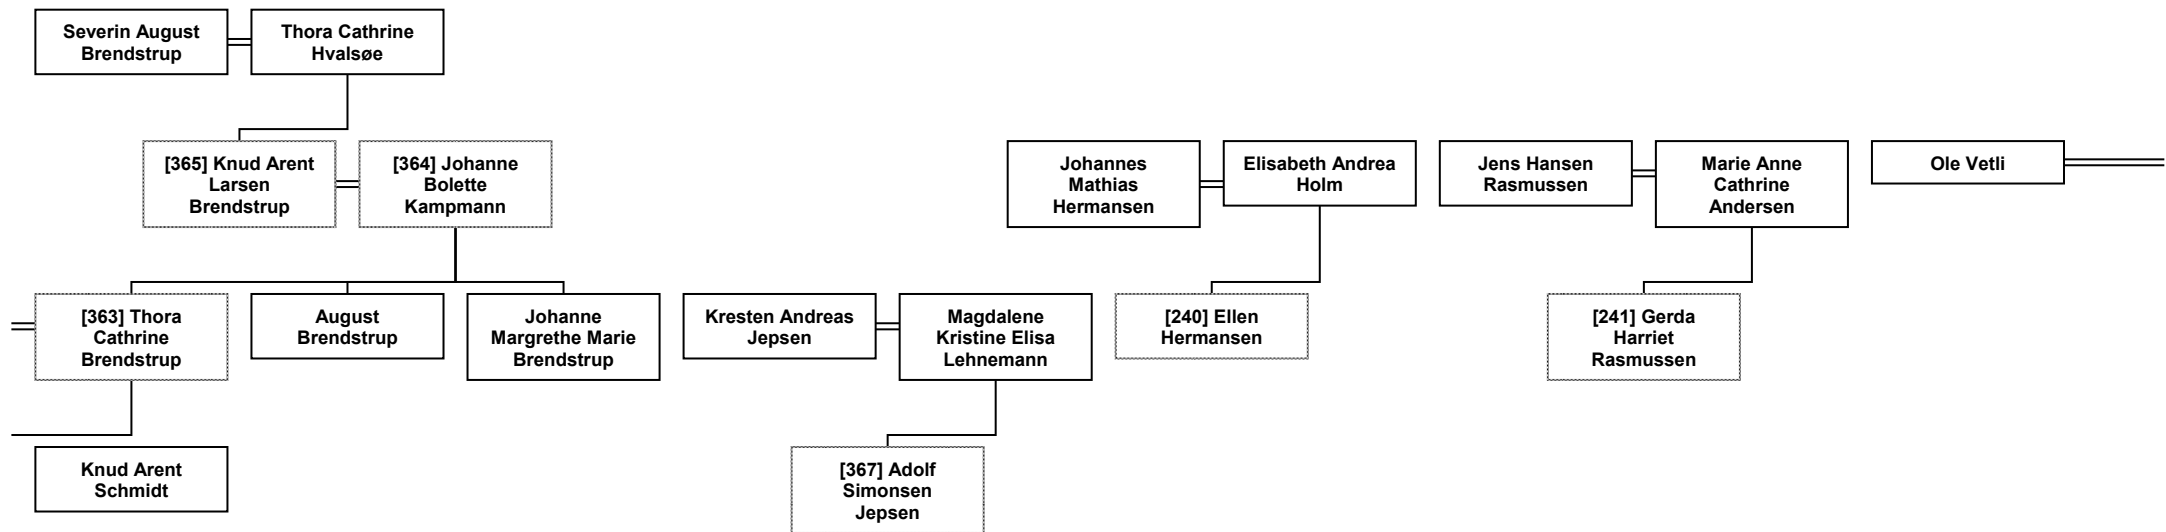 Severin August
Brendstrup
Thora Cathrine
Hvalsøe
[365] Knud Arent
Larsen
Brendstrup
[364] Johanne
Bolette
Kampmann
Johannes
Mathias
Hermansen
Elisabeth Andrea
Holm
Jens Hansen
Rasmussen
Marie Anne
Cathrine
Andersen
Ole Vetli
[363] Thora
Cathrine
Brendstrup
August
Brendstrup
Johanne
Margrethe Marie
Brendstrup
Kresten Andreas
Jepsen
Magdalene
Kristine Elisa
Lehnemann
[240] Ellen
Hermansen
[241] Gerda
Harriet
Rasmussen
Knud Arent
Schmidt
[367] Adolf
Simonsen
Jepsen